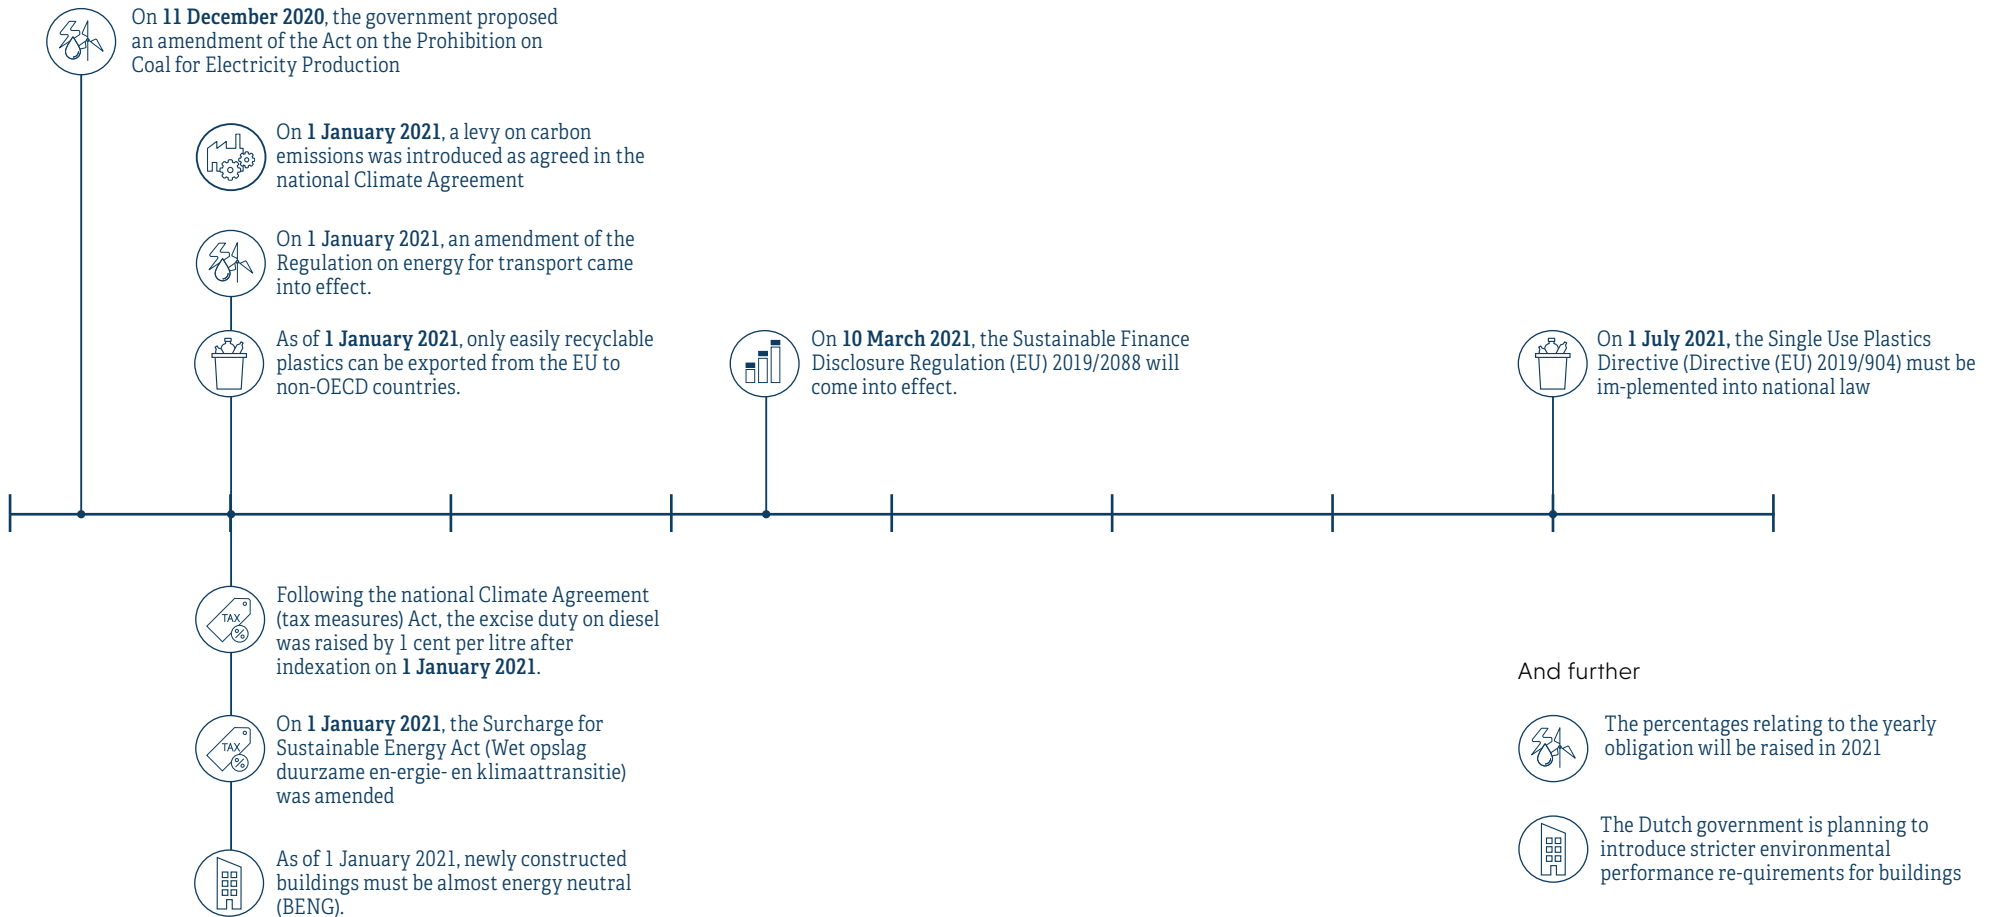 On 11 December 2020, the government proposed
an amendment of the Act on the Prohibition on
Coal for Electricity Production
On 1 January 2021, a levy on carbon
emissions was introduced as agreed in the
national Climate Agreement
On 1 January 2021, an amendment of the
Regulation on energy for transport came
into effect.
As of 1 January 2021, only easily recyclable
plastics can be exported from the EU to
non-OECD countries.
On 10 March 2021, the Sustainable Finance
Disclosure Regulation (EU) 2019/2088 will
come into effect.
On 1 July 2021, the Single Use Plastics
Directive (Directive (EU) 2019/904) must be
im-plemented into national law
TAX
%
Following the national Climate Agreement
(tax measures) Act, the excise duty on diesel
was raised by 1 cent per litre after
indexation on 1 January 2021.
TAX
%
On 1 January 2021, the Surcharge for
Sustainable Energy Act (Wet opslag
duurzame en-ergie- en klimaattransitie)
was amended
As of 1 January 2021, newly constructed
buildings must be almost energy neutral
(BENG).
And further
The percentages relating to the yearly
obligation will be raised in 2021
The Dutch government is planning to
introduce stricter environmental
performance re-quirements for buildings